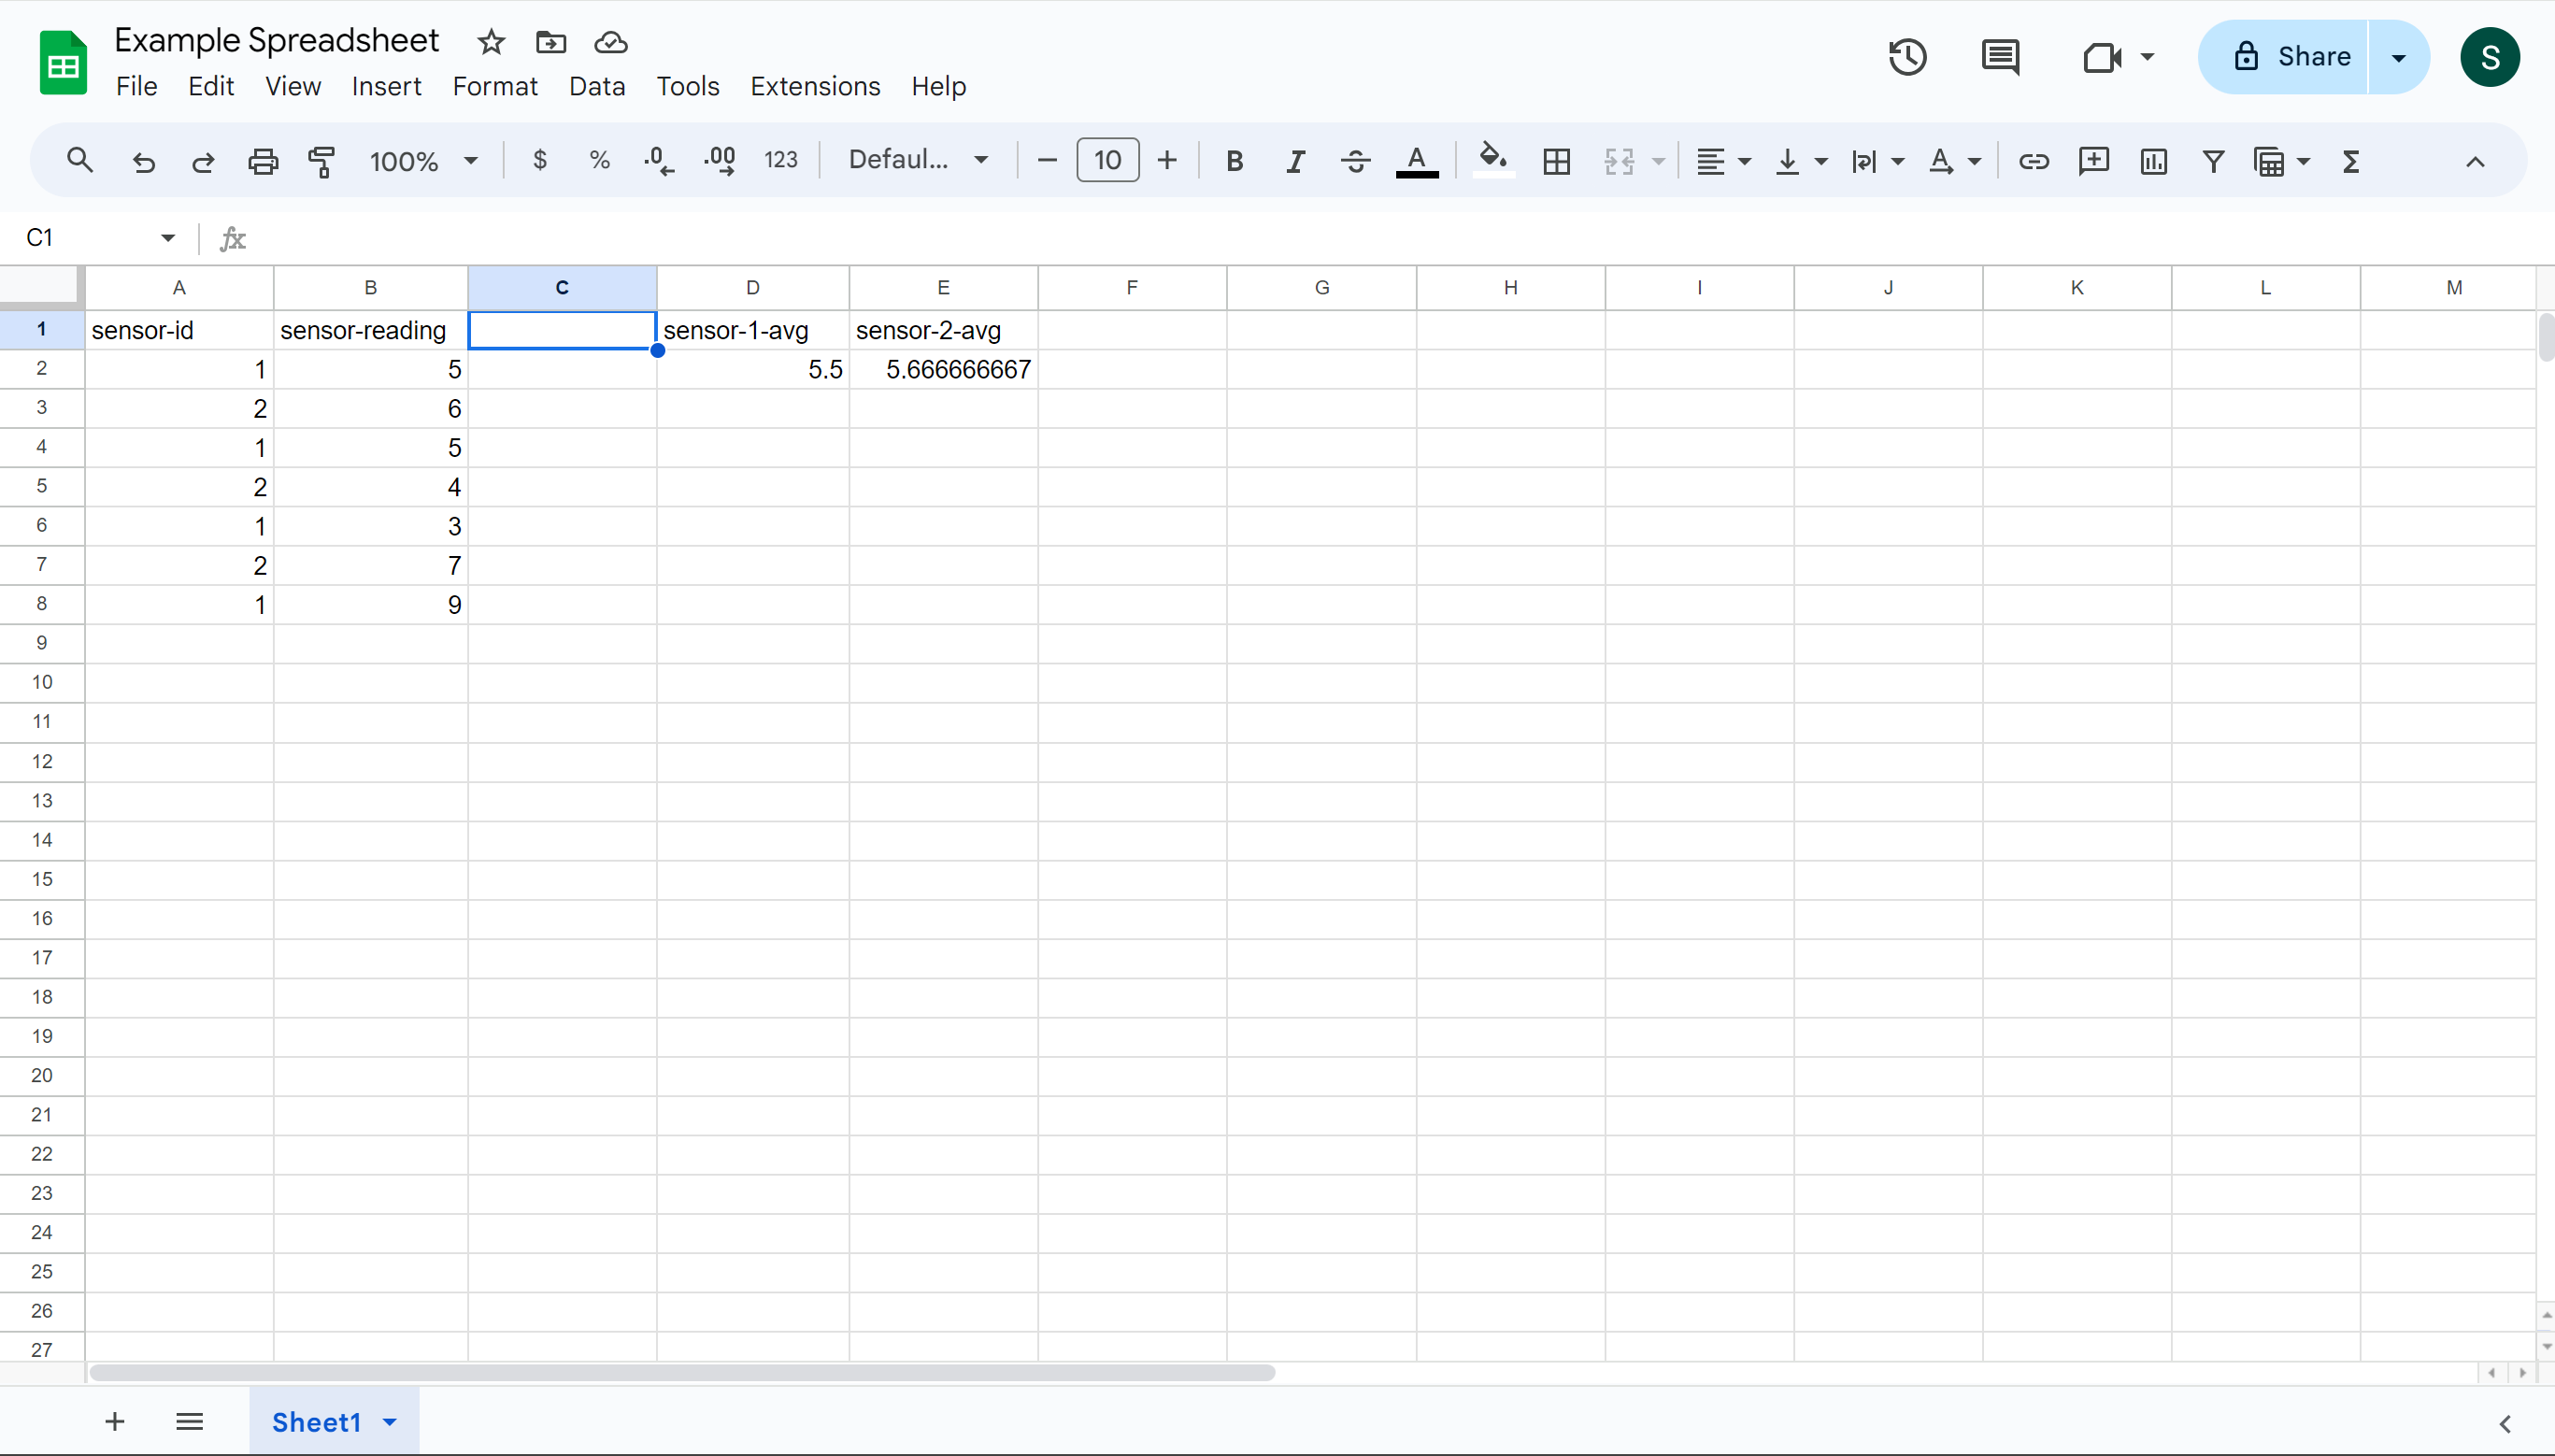 Example Spreadsheet
File Edit View Insert Format Data Tools Extensions Help
Share
S
100% $ % .0 .00 123 Defaul... 10 B I S A A Σ
C1 fx
A B C D E F G H I J K L M
1 sensor-id sensor-reading sensor-1-avg sensor-2-avg
2 1 5 5.5 5.666666667
3 2 6
4 1 5
5 2 4
6 1 3
7 2 7
8 1 9
9
10
11
12
13
14
15
16
17
18
19
20
21
22
23
24
25
26
27
Sheet1